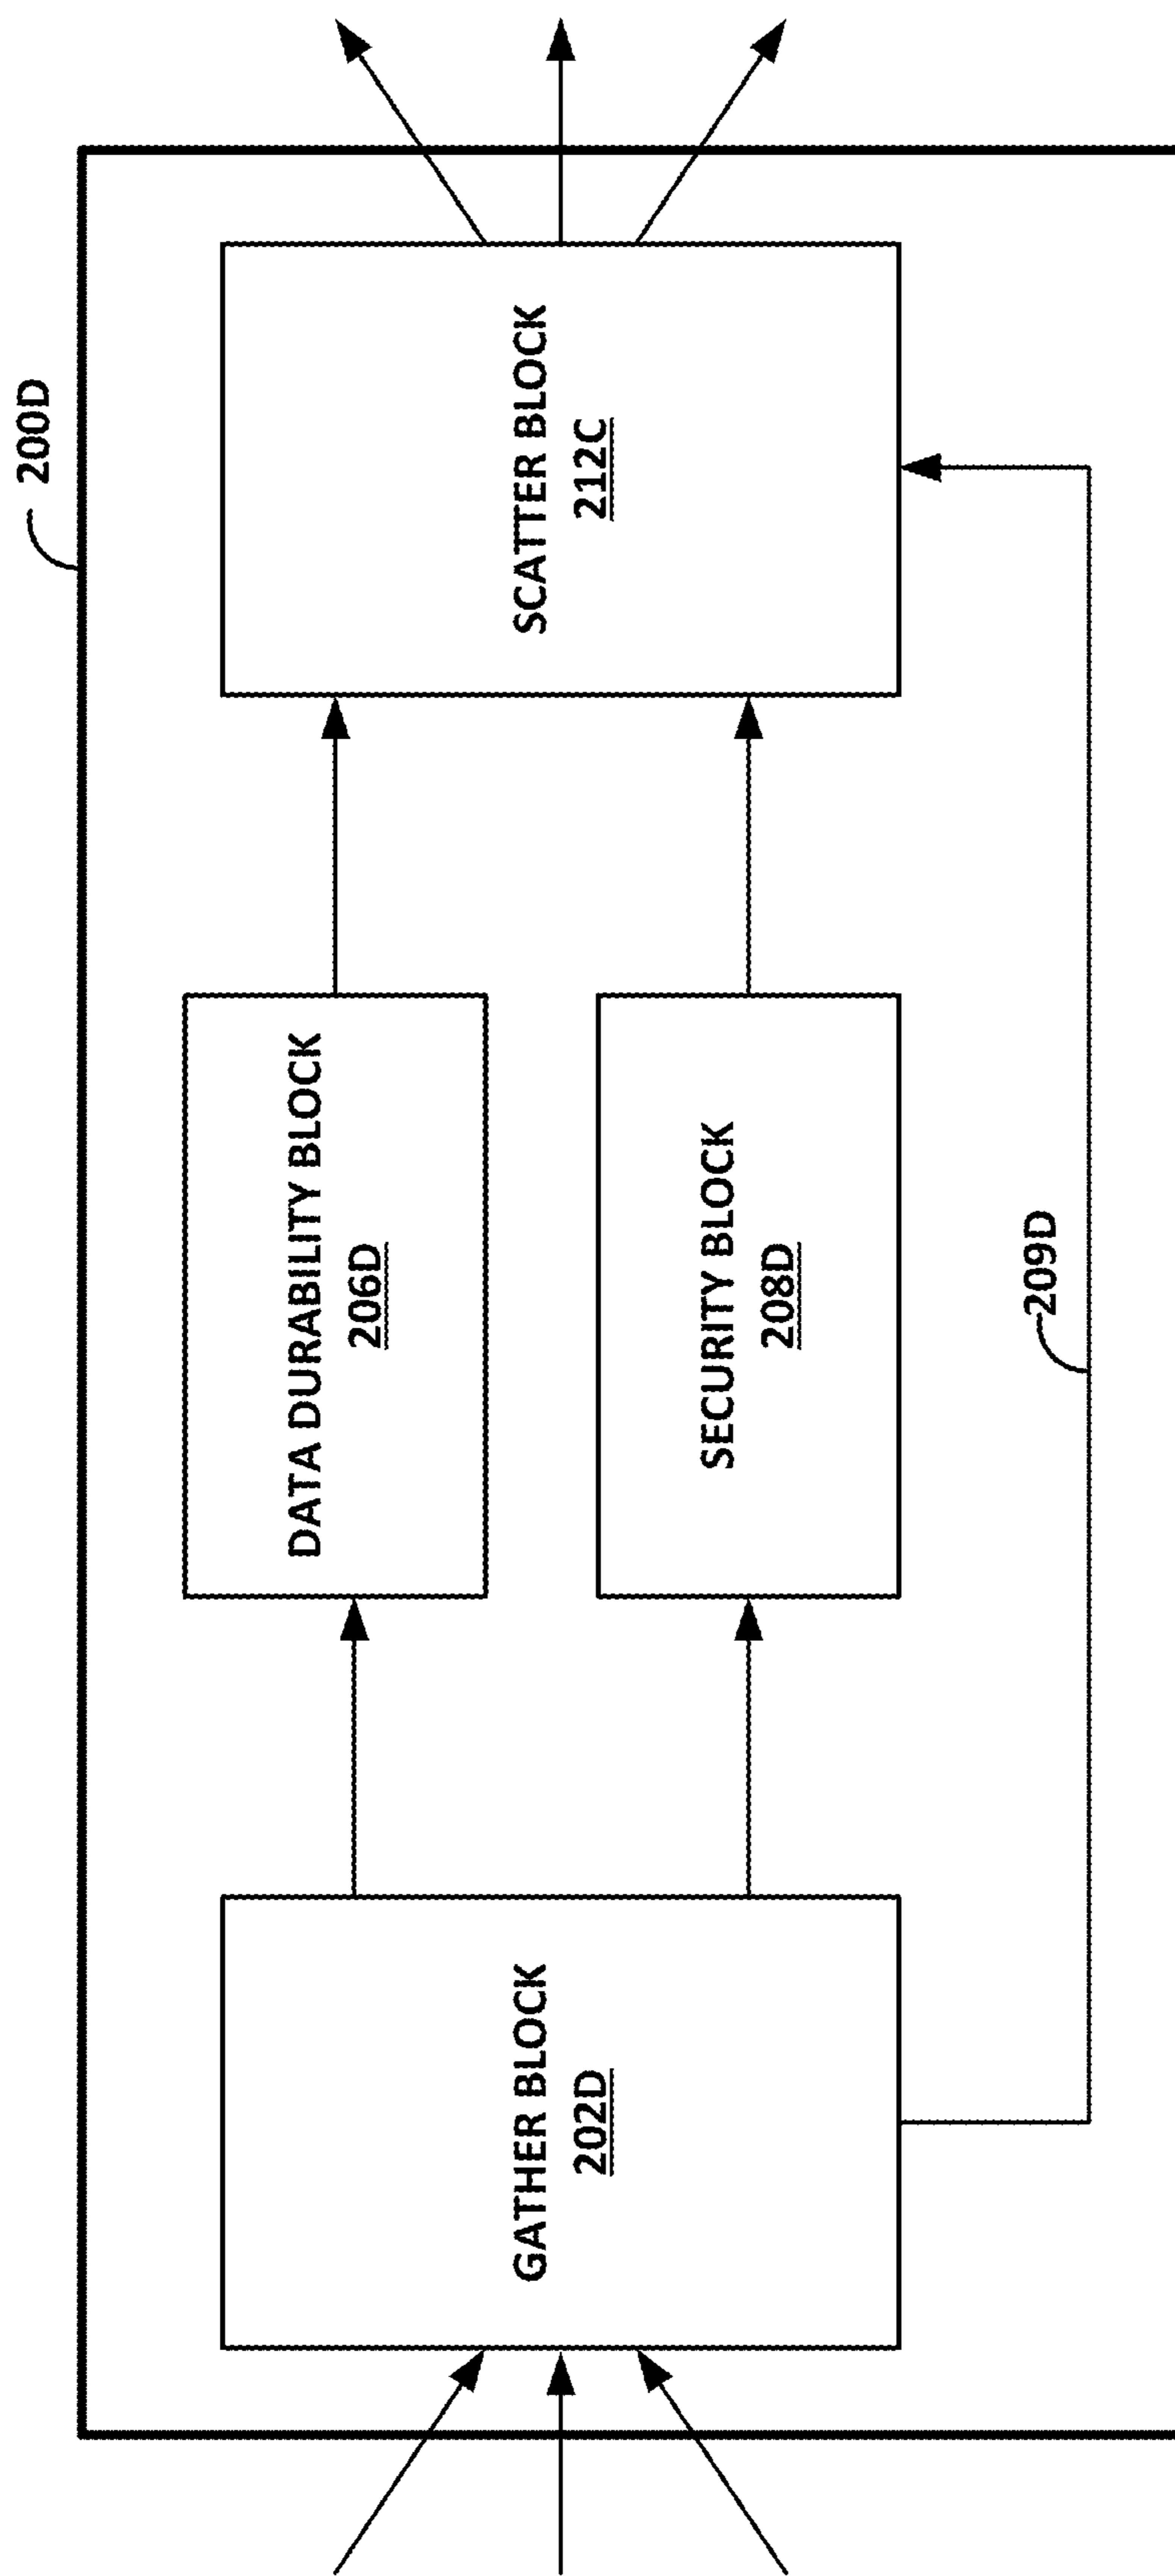 200D
GATHER BLOCK
202D
DATA DURABILITY BLOCK
206D
SECURITY BLOCK
208D
SCATTER BLOCK
212C
209D